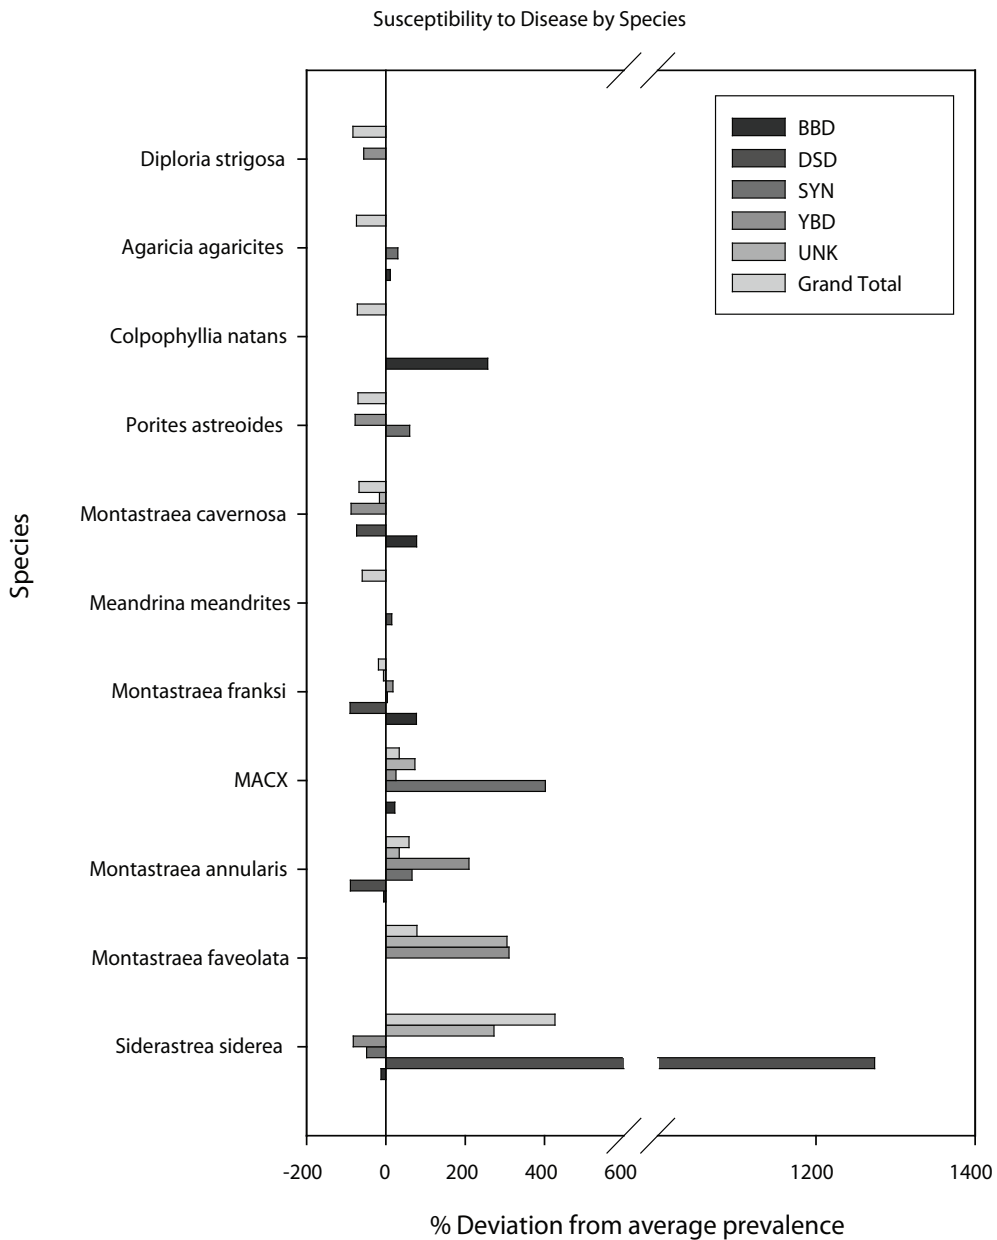 Susceptibility to Disease by Species
BBD
DSD
SYN
YBD
UNK
Grand Total
Species
Diploria strigosa
Agaricia agaricites
Colpophyllia natans
Porites astreoides
Montastraea cavernosa
Meandrina meandrites
Montastraea franksi
MACX
Montastraea annularis
Montastraea faveolata
Siderastrea siderea
-200 0 200 400 600 1200 1400
% Deviation from average prevalence